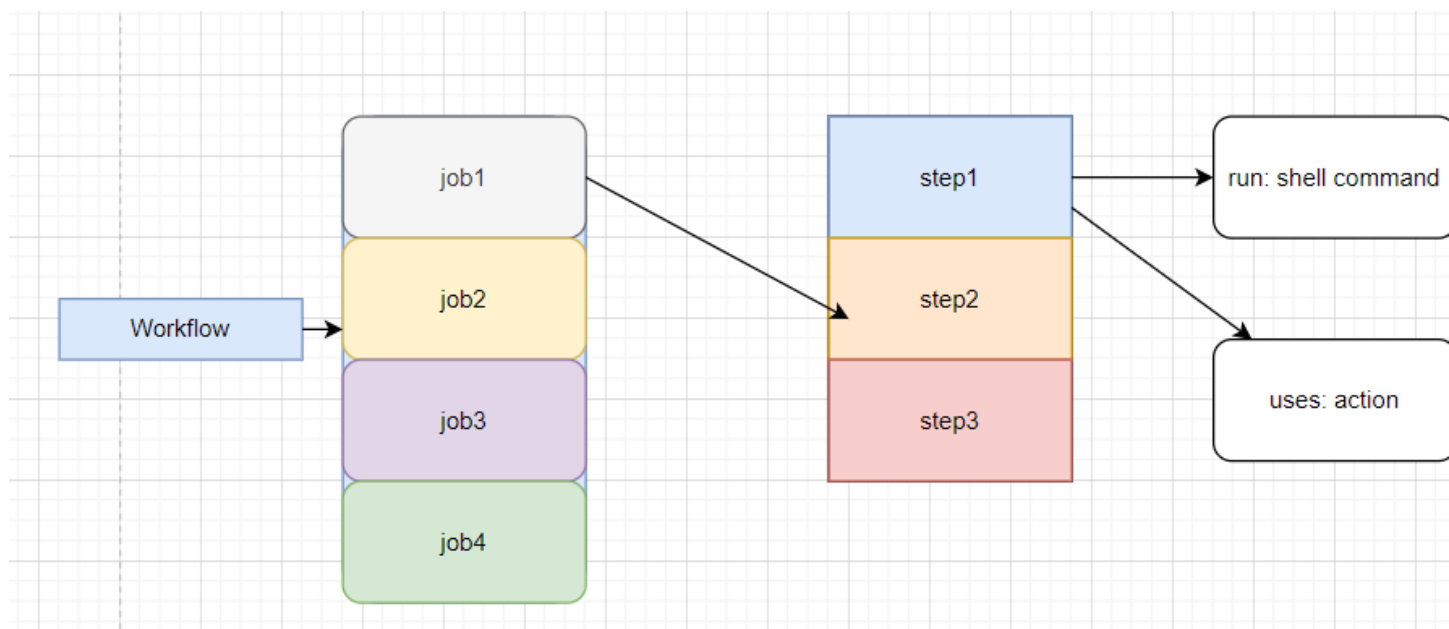 job1
step1
run: shell command
job2
step2
Workflow
job3
step3
uses: action
job4